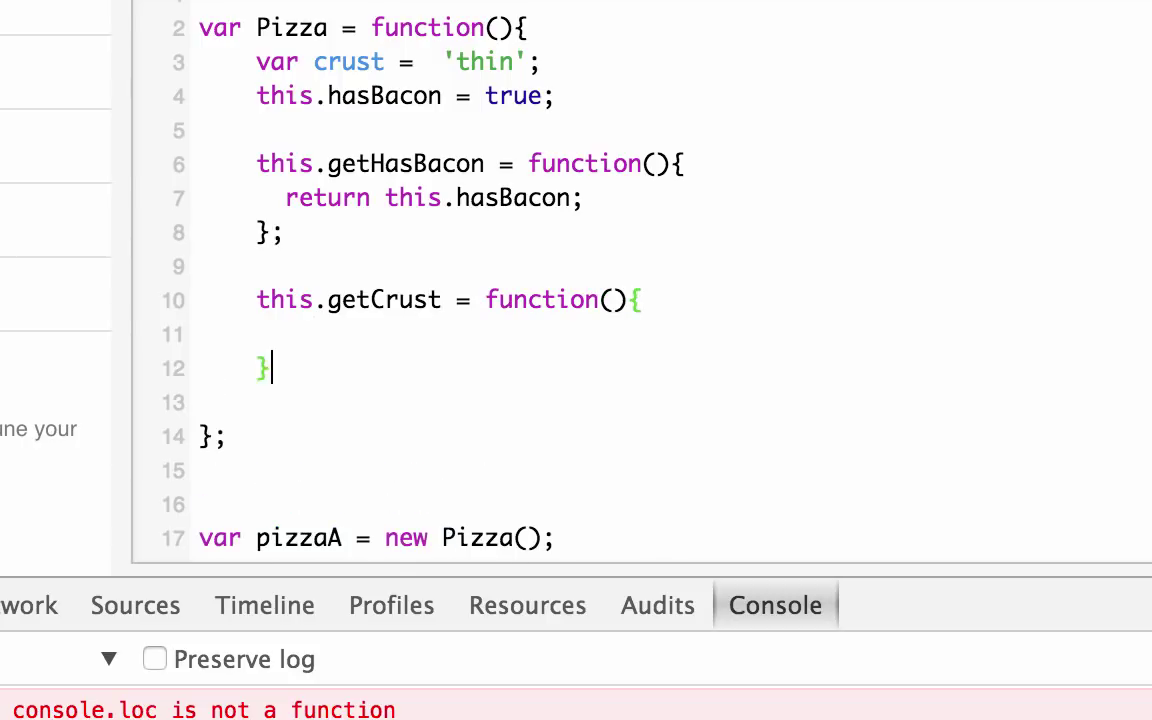 2 var Pizza = function(){
3 var crust = 'thin';
4 this.hasBacon = true;
5
6 this.getHasBacon = function(){
7 return this.hasBacon;
8 };
9
10 this.getCrust = function(){
11
12 }
13
une your
14 };
15
16
17 var pizzaA = new Pizza();
work Sources Timeline Profiles Resources Audits Console
▼ Preserve log
console.loc is not a function